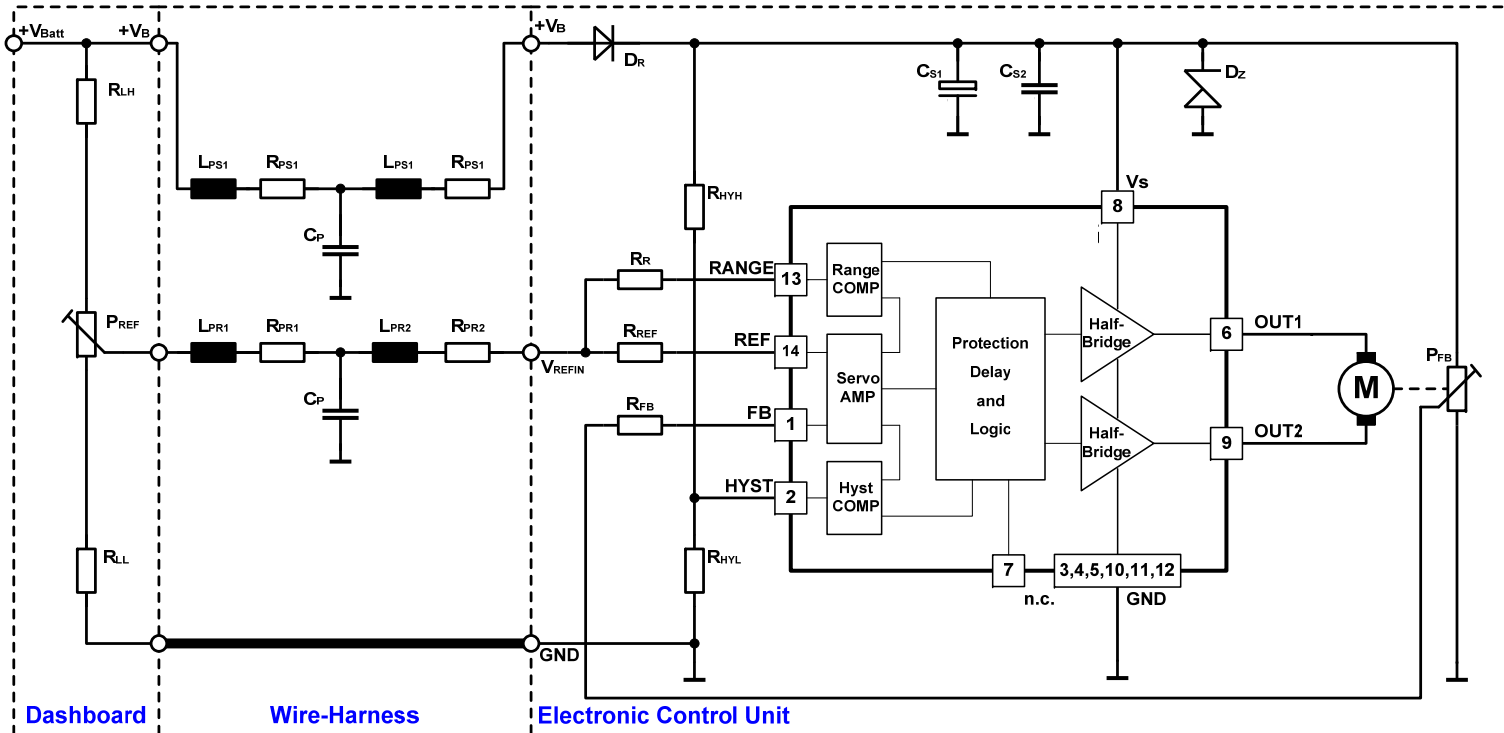 +VBatt
+VB
+VB
DR
RLH
CS1
CS2
DZ
LPS1
RPS1
LPS1
RPS1
RHYH
Vs
8
CP
RR
RANGE
13
Range
COMP
PREF
LPR1
RPR1
LPR2
RPR2
VREFIN
RREF
REF
14
Servo
AMP
Protection
Delay
and
Logic
Half-
Bridge
6
OUT1
M
PFB
CP
RFB
FB
1
Half-
Bridge
9
OUT2
HYST
2
Hyst
COMP
RLL
RHYL
7
n.c.
3,4,5,10,11,12
GND
GND
Dashboard
Wire-Harness
Electronic Control Unit